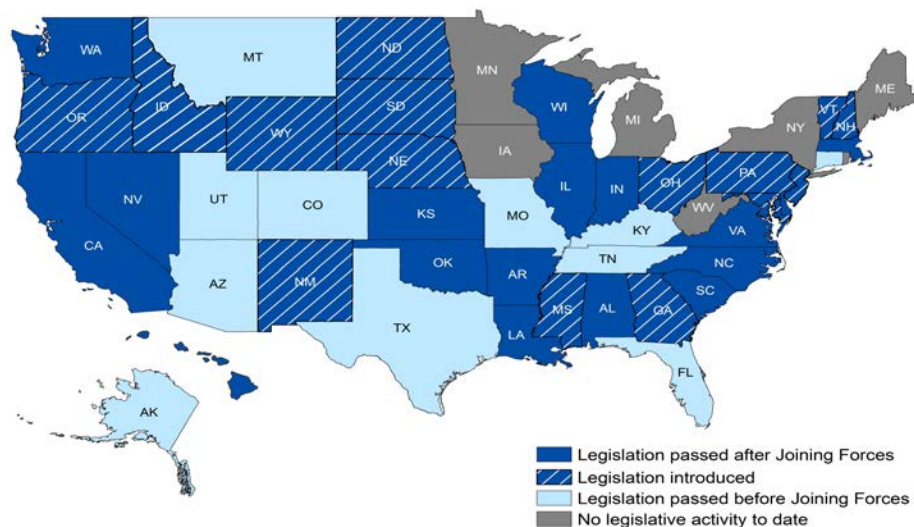 WA
MT
ND
MN
ME
OR
ID
SD
WI
VT
NH
WY
MI
NY
IA
NE
PA
NV
UT
CO
IL
IN
OH
WV
VA
CA
KS
MO
KY
AZ
NM
OK
AR
TN
NC
SC
TX
LA
MS
AL
GA
FL
AK
Legislation passed after Joining Forces
Legislation introduced
Legislation passed before Joining Forces
No legislative activity to date